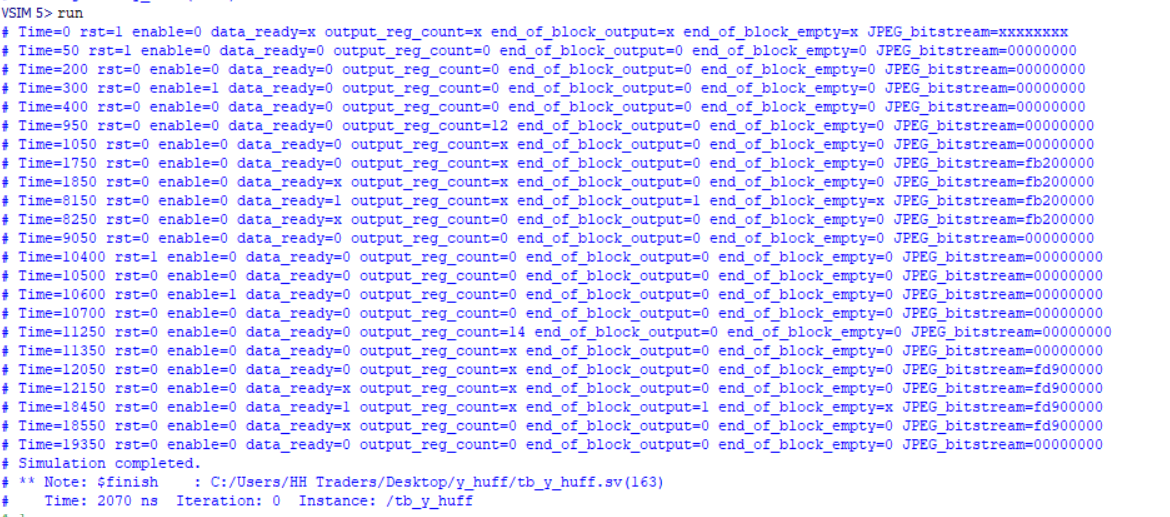 VSIM 5> run
# Time=0 rst=1 enable=0 data_ready=x output_reg_count=x end_of_block_output=x end_of_block_empty=x JPEG_bitstream=xxxxxxxx
# Time=50 rst=1 enable=0 data_ready=0 output_reg_count=0 end_of_block_output=0 end_of_block_empty=0 JPEG_bitstream=00000000
# Time=200 rst=0 enable=0 data_ready=0 output_reg_count=0 end_of_block_output=0 end_of_block_empty=0 JPEG_bitstream=00000000
# Time=300 rst=0 enable=1 data_ready=0 output_reg_count=0 end_of_block_output=0 end_of_block_empty=0 JPEG_bitstream=00000000
# Time=400 rst=0 enable=0 data_ready=0 output_reg_count=0 end_of_block_output=0 end_of_block_empty=0 JPEG_bitstream=00000000
# Time=950 rst=0 enable=0 data_ready=0 output_reg_count=12 end_of_block_output=0 end_of_block_empty=0 JPEG_bitstream=00000000
# Time=1050 rst=0 enable=0 data_ready=0 output_reg_count=x end_of_block_output=0 end_of_block_empty=0 JPEG_bitstream=00000000
# Time=1750 rst=0 enable=0 data_ready=0 output_reg_count=x end_of_block_output=0 end_of_block_empty=0 JPEG_bitstream=fb200000
# Time=1850 rst=0 enable=0 data_ready=x output_reg_count=x end_of_block_output=0 end_of_block_empty=0 JPEG_bitstream=fb200000
# Time=8150 rst=0 enable=0 data_ready=1 output_reg_count=x end_of_block_output=1 end_of_block_empty=x JPEG_bitstream=fb200000
# Time=8250 rst=0 enable=0 data_ready=x output_reg_count=0 end_of_block_output=0 end_of_block_empty=0 JPEG_bitstream=fb200000
# Time=9050 rst=0 enable=0 data_ready=0 output_reg_count=0 end_of_block_output=0 end_of_block_empty=0 JPEG_bitstream=00000000
# Time=10400 rst=1 enable=0 data_ready=0 output_reg_count=0 end_of_block_output=0 end_of_block_empty=0 JPEG_bitstream=00000000
# Time=10500 rst=0 enable=0 data_ready=0 output_reg_count=0 end_of_block_output=0 end_of_block_empty=0 JPEG_bitstream=00000000
# Time=10600 rst=0 enable=1 data_ready=0 output_reg_count=0 end_of_block_output=0 end_of_block_empty=0 JPEG_bitstream=00000000
# Time=10700 rst=0 enable=0 data_ready=0 output_reg_count=0 end_of_block_output=0 end_of_block_empty=0 JPEG_bitstream=00000000
# Time=11250 rst=0 enable=0 data_ready=0 output_reg_count=14 end_of_block_output=0 end_of_block_empty=0 JPEG_bitstream=00000000
# Time=11350 rst=0 enable=0 data_ready=0 output_reg_count=x end_of_block_output=0 end_of_block_empty=0 JPEG_bitstream=00000000
# Time=12050 rst=0 enable=0 data_ready=0 output_reg_count=x end_of_block_output=0 end_of_block_empty=0 JPEG_bitstream=fd900000
# Time=12150 rst=0 enable=0 data_ready=x output_reg_count=x end_of_block_output=0 end_of_block_empty=0 JPEG_bitstream=fd900000
# Time=18450 rst=0 enable=0 data_ready=1 output_reg_count=x end_of_block_output=1 end_of_block_empty=x JPEG_bitstream=fd900000
# Time=18550 rst=0 enable=0 data_ready=x output_reg_count=0 end_of_block_output=0 end_of_block_empty=0 JPEG_bitstream=fd900000
# Time=19350 rst=0 enable=0 data_ready=0 output_reg_count=0 end_of_block_output=0 end_of_block_empty=0 JPEG_bitstream=00000000
# Simulation completed.
# ** Note: $finish    : C:/Users/HH Traders/Desktop/y_huff/tb_y_huff.sv(163)
#    Time: 2070 ns  Iteration: 0  Instance: /tb_y_huff